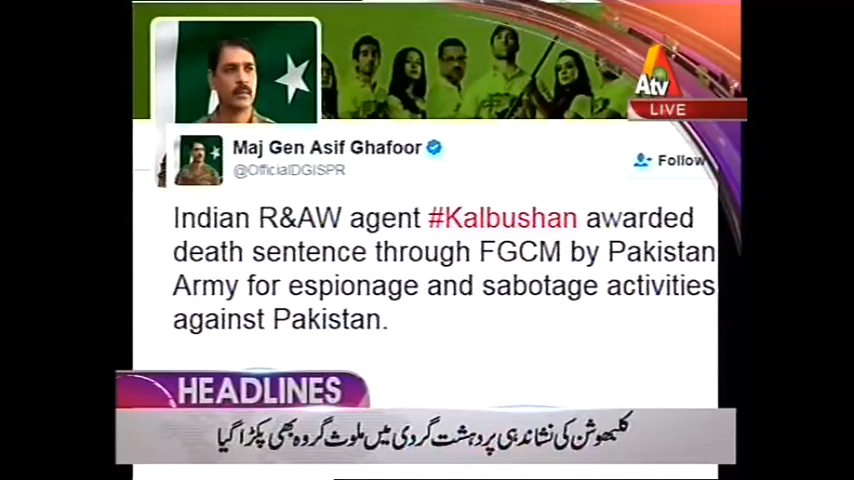 Atv
LIVE
Maj Gen Asif Ghafoor
@OfficialDGISPR
Follow
Indian R&AW agent #Kalbushan awarded
death sentence through FGCM by Pakistan
Army for espionage and sabotage activities
against Pakistan.
HEADLINES
کلبھوشن کی نشاندہی پر دہشت گردی میں ملوث گروہ بھی پکڑا گیا